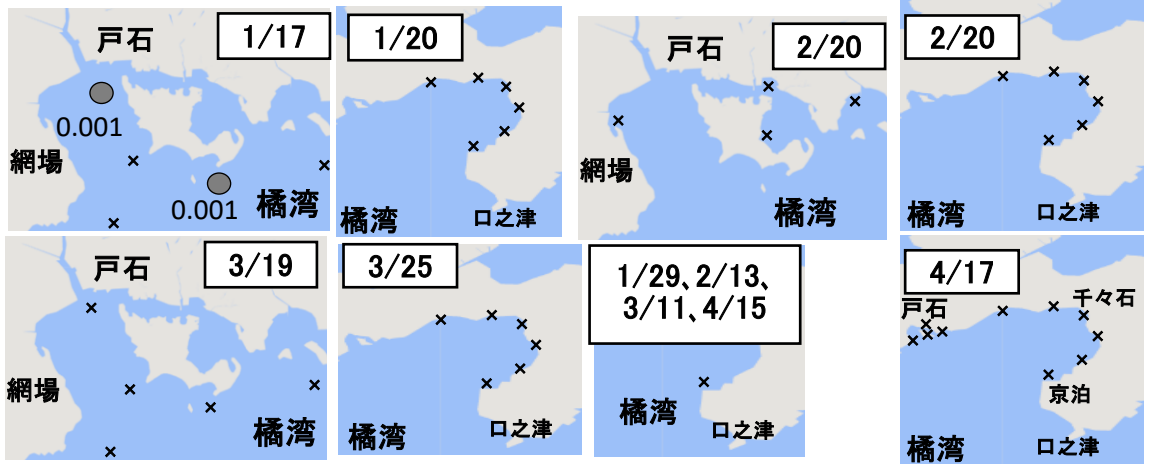 戸石
1/17
0.001
網場
0.001
橘湾
1/20
橘湾
口之津
戸石
2/20
網場
橘湾
2/20
橘湾
口之津
戸石
3/19
網場
橘湾
3/25
橘湾
口之津
1/29、2/13、
3/11、4/15
橘湾
口之津
4/17
千々石
戸石
京泊
橘湾
口之津